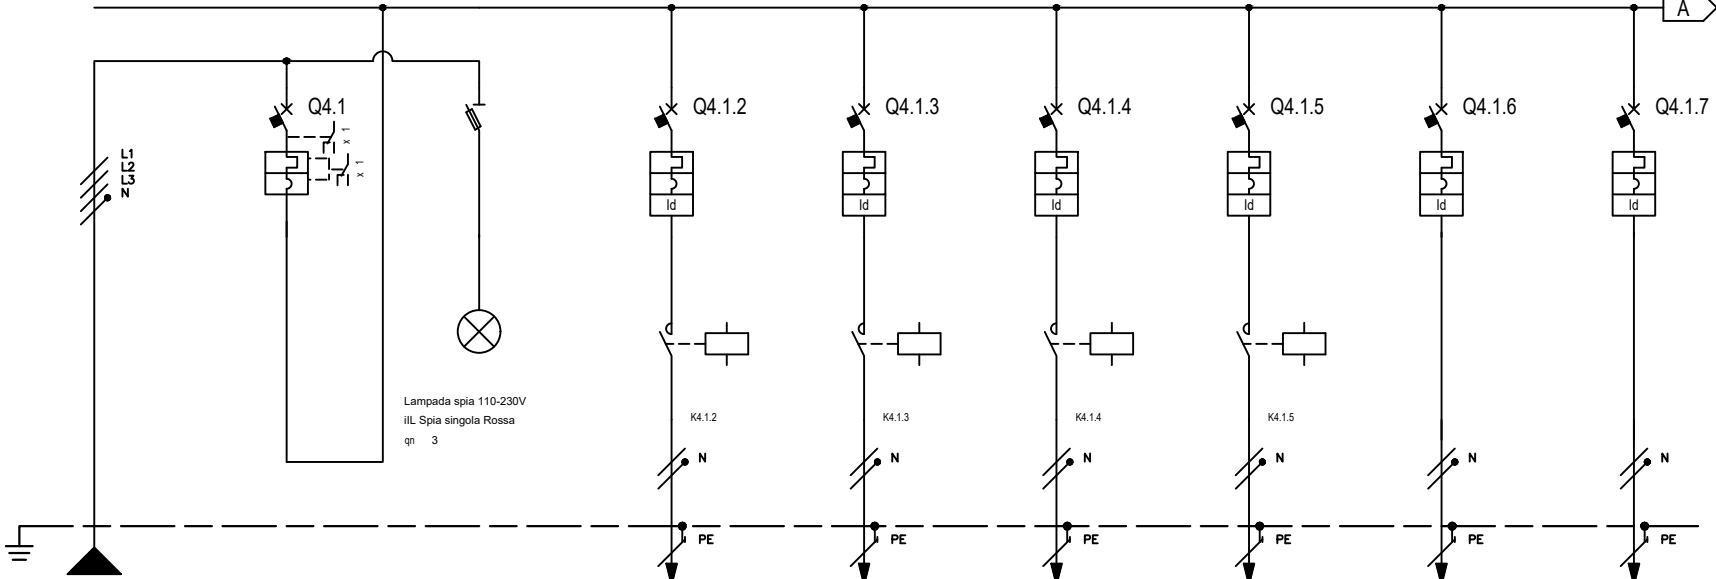 A
Q4.1
Q4.1.2
Q4.1.3
Q4.1.4
Q4.1.5
Q4.1.6
Q4.1.7
x 1
x 1
L1
L2
L3
N
Id
Id
Id
Id
Id
Id
Lampada spia 110-230V
iIL Spia singola Rossa
qn 3
K4.1.2
K4.1.3
K4.1.4
K4.1.5
N
N
N
N
N
N
PE
PE
PE
PE
PE
PE